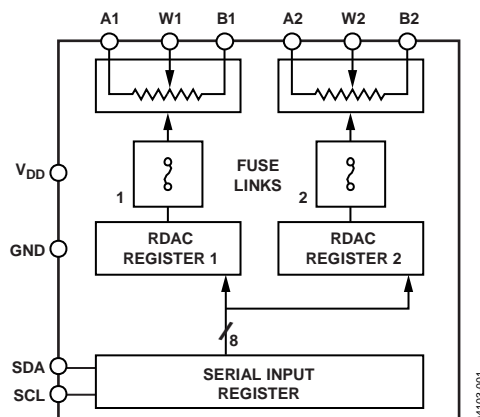 A1 W1 B1 A2 W2 B2
V_DD
FUSE
LINKS
1
2
RDAC
REGISTER 1
RDAC
REGISTER 2
GND
8
SDA
SCL
SERIAL INPUT
REGISTER